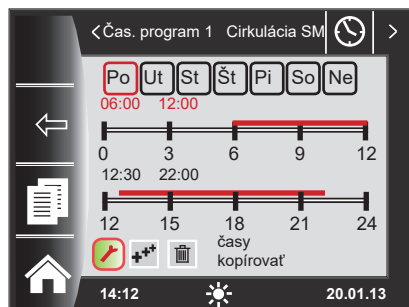 Čas. program 1 Cirkulácia SM
Po Ut St Št Pi So Ne
06:00 12:00
0 3 6 9 12
12:30 22:00
12 15 18 21 24
časy
kopírovať
14:12 20.01.13